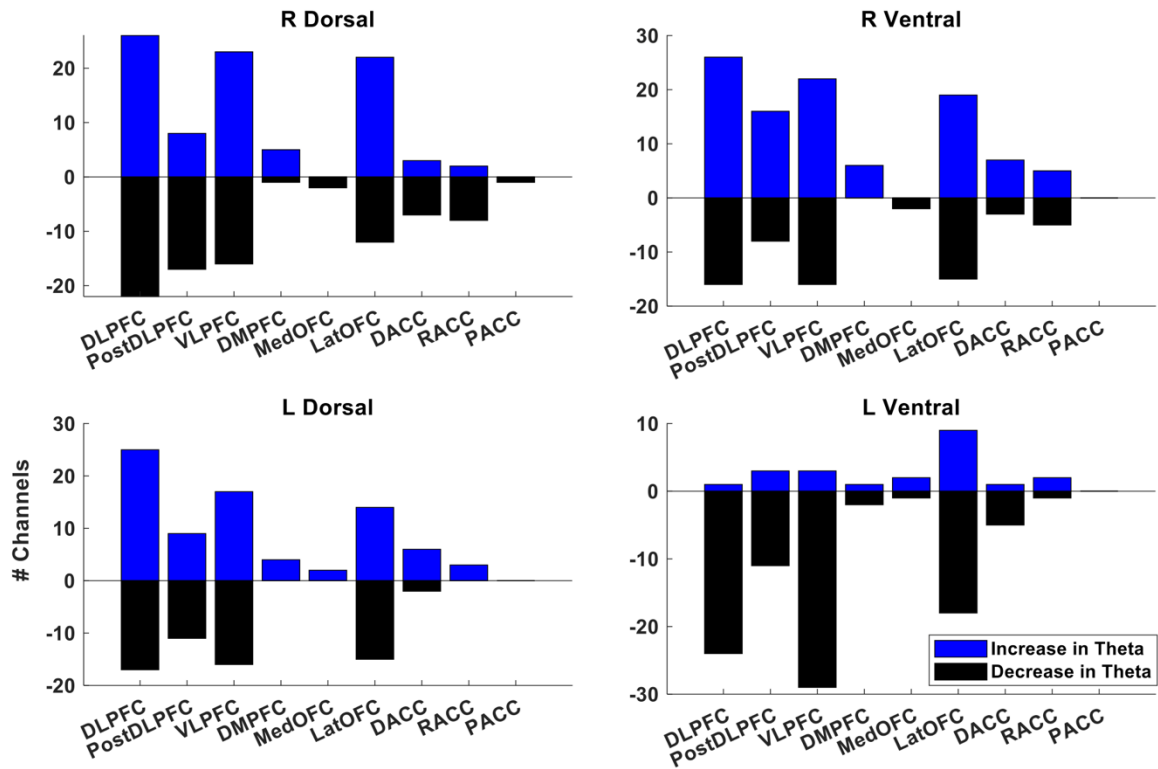 R Dorsal
20
10
0
-10
-20
DLPFC
PostDLPFC
VLPFC
DMPFC
MedOFC
LatOFC
DACC
RACC
PACC
R Ventral
30
20
10
0
-10
-20
DLPFC
PostDLPFC
VLPFC
DMPFC
MedOFC
LatOFC
DACC
RACC
PACC
L Dorsal
# Channels
30
20
10
0
-10
-20
DLPFC
PostDLPFC
VLPFC
DMPFC
MedOFC
LatOFC
DACC
RACC
PACC
L Ventral
10
0
-10
-20
-30
Increase in Theta
Decrease in Theta
DLPFC
PostDLPFC
VLPFC
DMPFC
MedOFC
LatOFC
DACC
RACC
PACC